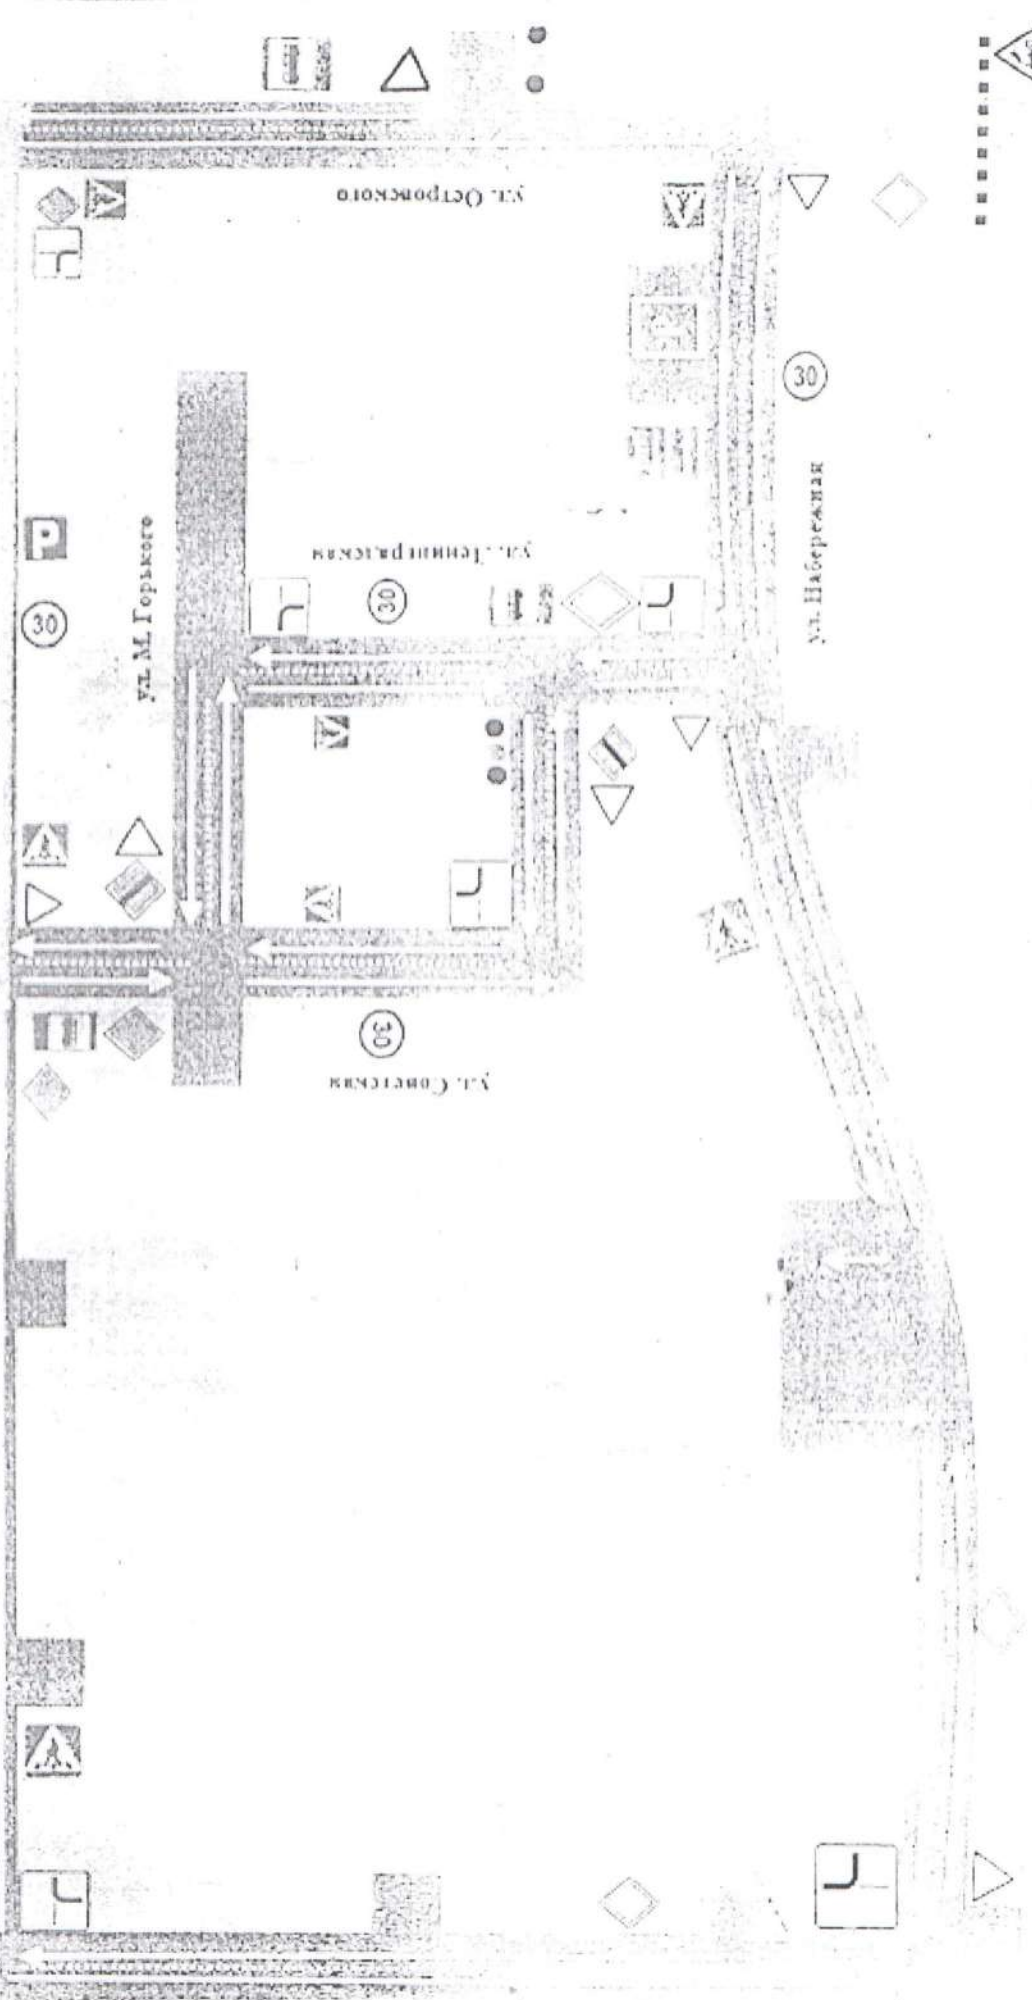 ул. Островского
30
ул. Набережная
P
30
ул. М. Горького
ул. Ленинградская
30
30
ул. Советская